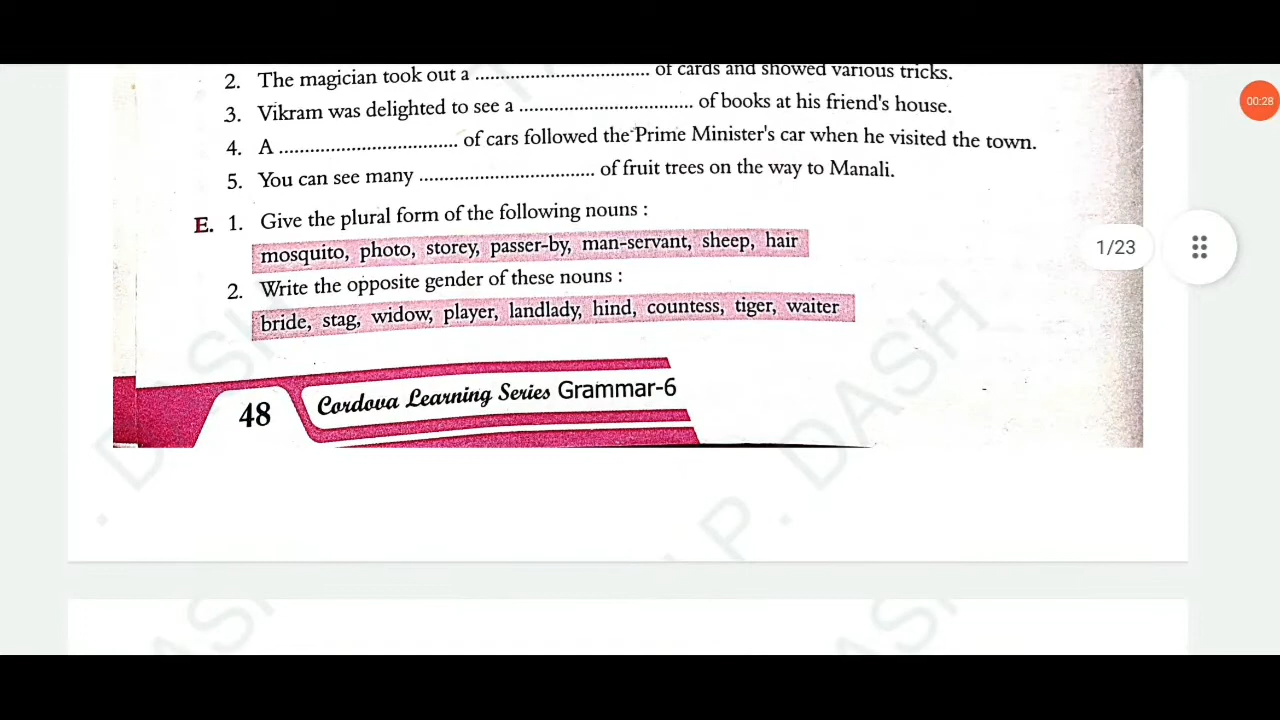 2. The magician took out a .................................. of cards and showed various tricks.
3. Vikram was delighted to see a .................................. of books at his friend's house.
4. A .................................. of cars followed the Prime Minister's car when he visited the town.
5. You can see many .................................. of fruit trees on the way to Manali.
E. 1. Give the plural form of the following nouns :
mosquito, photo, storey, passer-by, man-servant, sheep, hair
2. Write the opposite gender of these nouns :
bride, stag, widow, player, landlady, hind, countess, tiger, waiter
48 Cordova Learning Series Grammar-6
00:28
1/23
P. DASH
DASH